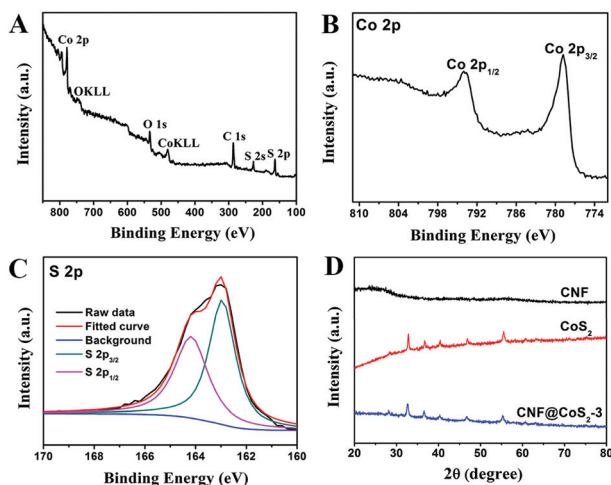 A
Co 2p
OKLL
O 1s
CoKLL
C 1s
S 2s
S 2p
Intensity (a.u.)
800 700 600 500 400 300 200 100
Binding Energy (eV)
B
Co 2p
Co 2p1/2
Co 2p3/2
Intensity (a.u.)
810 804 798 792 786 780 774
Binding Energy (eV)
C
S 2p
Raw data
Fitted curve
Background
S 2p3/2
S 2p1/2
Intensity (a.u.)
170 168 166 164 162 160
Binding Energy (eV)
D
CNF
CoS2
CNF@CoS2-3
Intensity (a.u.)
20 30 40 50 60 70 80
2θ (degree)